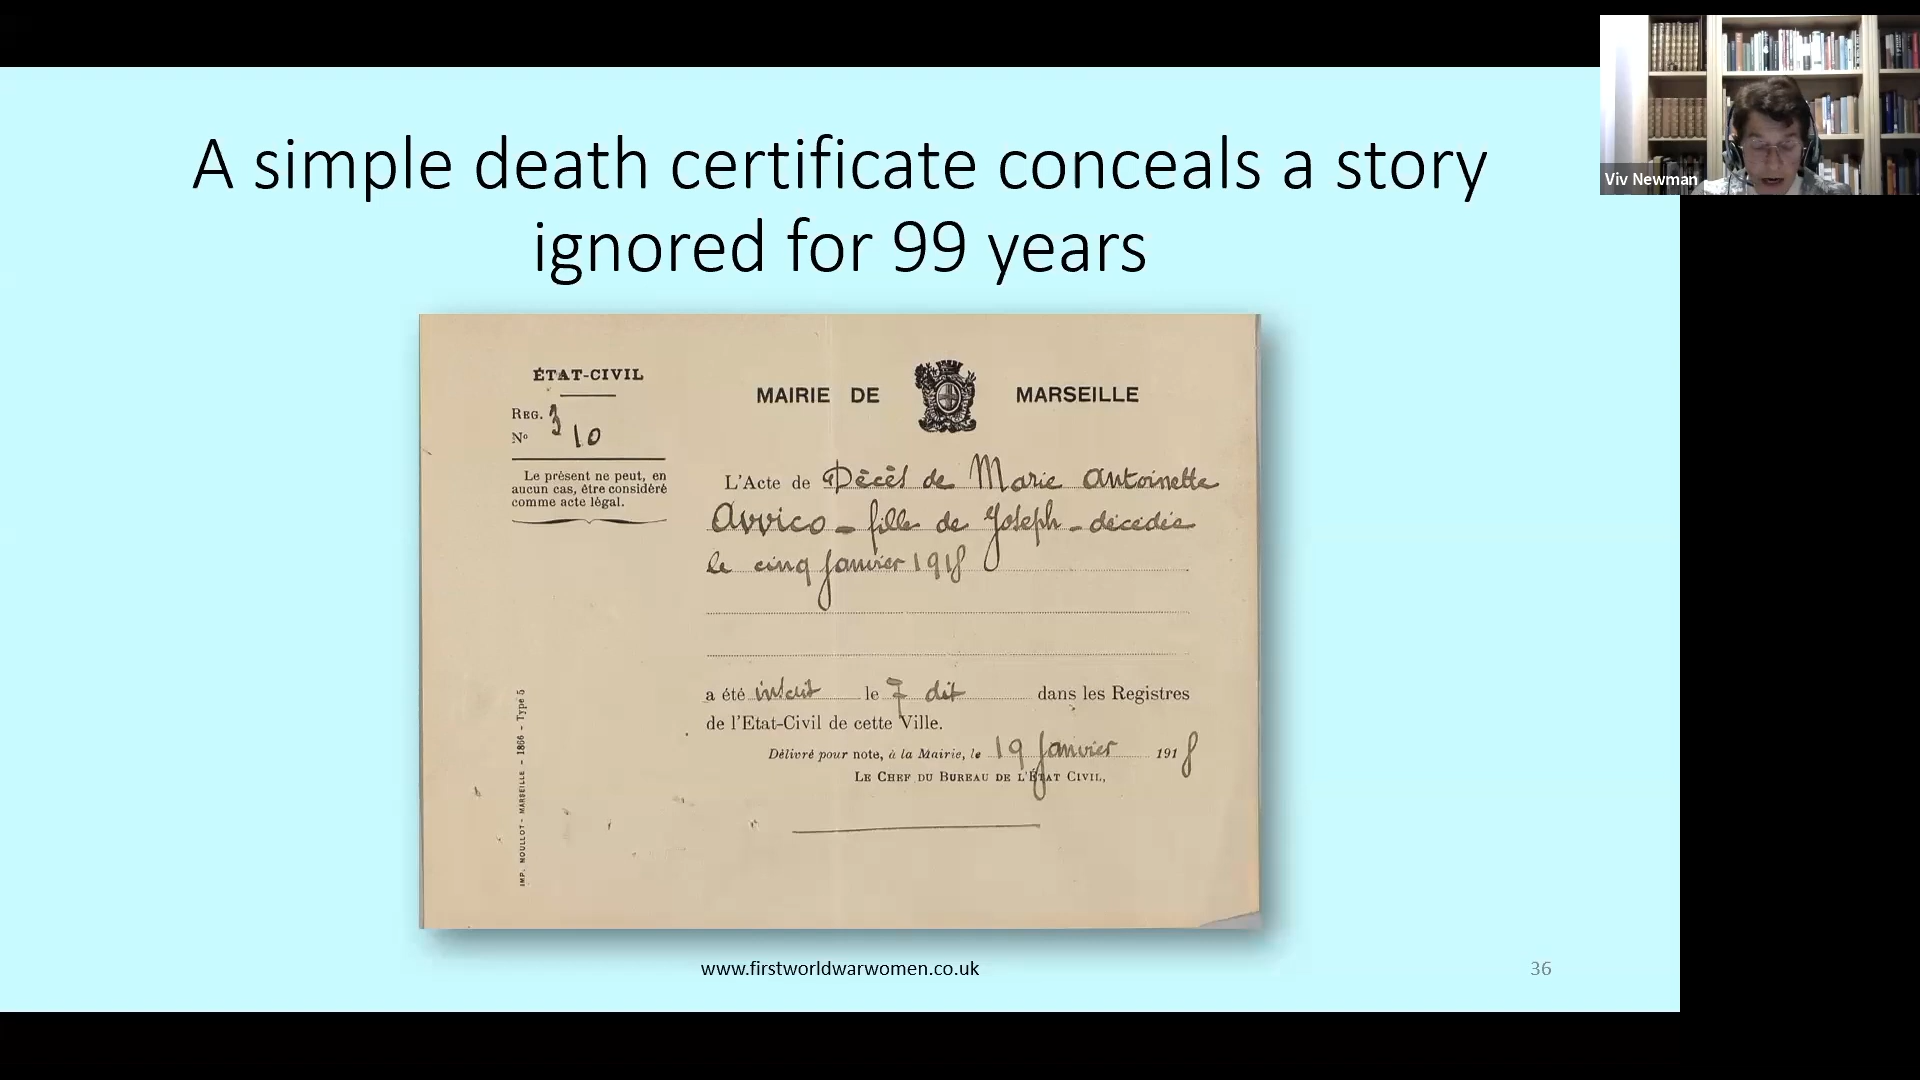 A simple death certificate conceals a story
ignored for 99 years
Viv Newman
ÉTAT-CIVIL
REG. 3
No 10
Le présent ne peut, en
aucun cas, être considéré
comme acte légal.
MAIRIE DE MARSEILLE
L'Acte de Décès de Marie Antoinette
Avvico - fille de Joseph - décédée
le cinq Janvier 1918
a été inscrit le 7 dit dans les Registres
de l'Etat-Civil de cette Ville.
Délivré pour note, à la Mairie, le 19 Janvier 1918
LE CHEF DU BUREAU DE L'ÉTAT CIVIL,
IMP. MOULLOT - MARSEILLE - 1866 - Type 5
www.firstworldwarwomen.co.uk
36